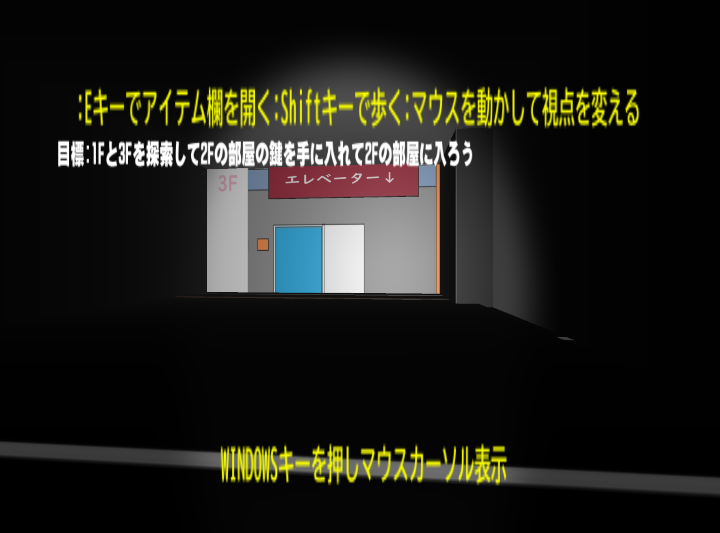 :Eキーでアイテム欄を開く:Shiftキーで歩く:マウスを動かして視点を変える
目標:1Fと3Fを探索して2Fの部屋の鍵を手に入れて2Fの部屋に入ろう
3F
エレベーター↓
WINDOWSキーを押しマウスカーソル表示